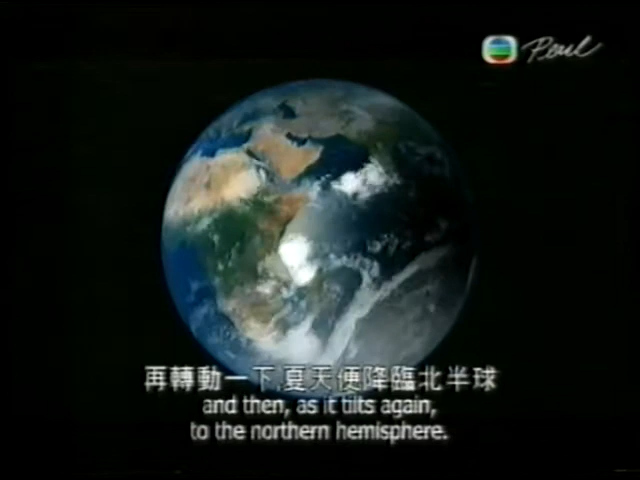 Pearl
再轉動一下,夏天便降臨北半球
and then, as it tilts again,
to the northern hemisphere.